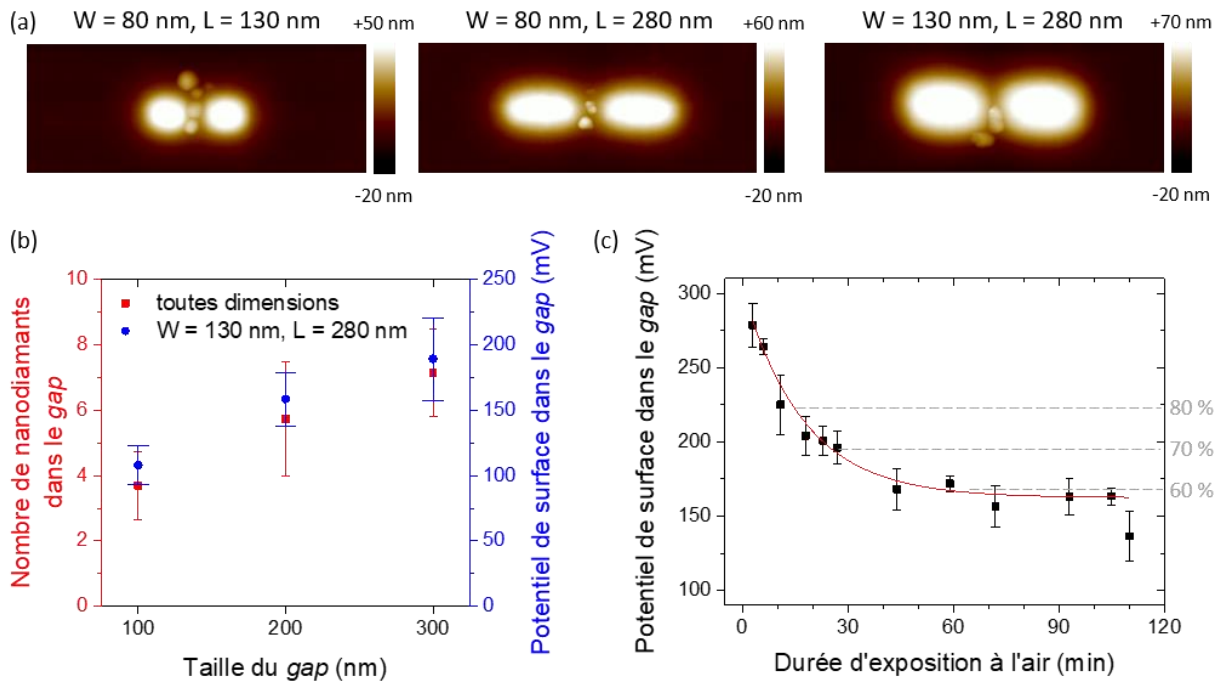 (a)
W = 80 nm, L = 130 nm
+50 nm
-20 nm
W = 80 nm, L = 280 nm
+60 nm
-20 nm
W = 130 nm, L = 280 nm
+70 nm
-20 nm
(b)
Nombre de nanodiamants
dans le gap
10
8
6
4
2
0
toutes dimensions
W = 130 nm, L = 280 nm
250
200
150
100
50
0
Potentiel de surface dans le gap (mV)
100
200
300
Taille du gap (nm)
(c)
Potentiel de surface dans le gap (mV)
300
250
200
150
100
80 %
70 %
60 %
0
30
60
90
120
Durée d'exposition à l'air (min)